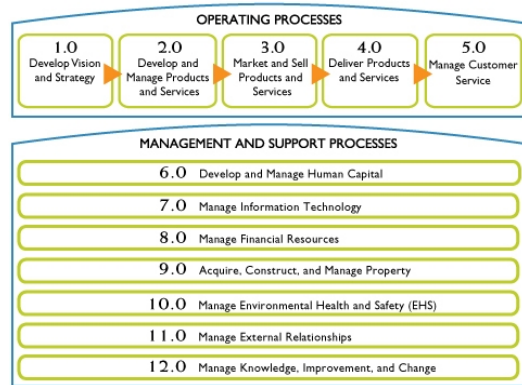 OPERATING PROCESSES
1.0
Develop Vision
and Strategy
2.0
Develop and
Manage Products
and Services
3.0
Market and Sell
Products and
Services
4.0
Deliver Products
and Services
5.0
Manage Customer
Service
MANAGEMENT AND SUPPORT PROCESSES
6.0 Develop and Manage Human Capital
7.0 Manage Information Technology
8.0 Manage Financial Resources
9.0 Acquire, Construct, and Manage Property
10.0 Manage Environmental Health and Safety (EHS)
11.0 Manage External Relationships
12.0 Manage Knowledge, Improvement, and Change